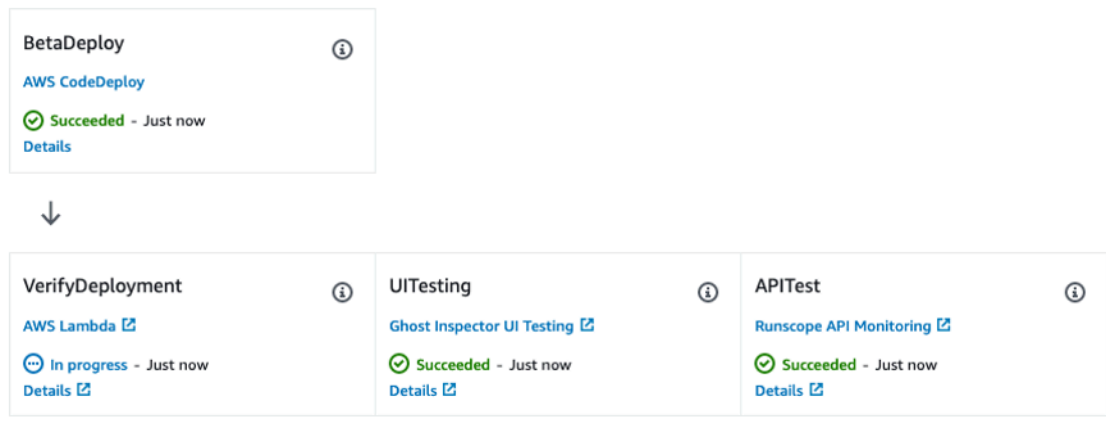 BetaDeploy
AWS CodeDeploy
Succeeded - Just now
Details
VerifyDeployment
AWS Lambda
In progress - Just now
Details
UITesting
Ghost Inspector UI Testing
Succeeded - Just now
Details
APITest
Runscope API Monitoring
Succeeded - Just now
Details